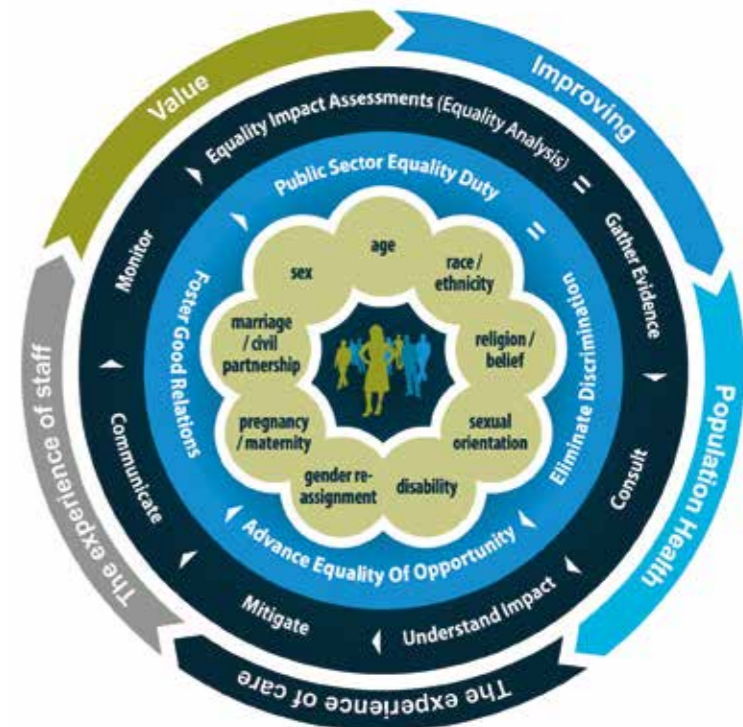 Value
Improving
Population Health
The experience of care
The experience of staff
Equality Impact Assessments (Equality Analysis) =
Gather Evidence
Consult
Understand Impact
Mitigate
Communicate
Monitor
Public Sector Equality Duty =
Eliminate Discrimination
Advance Equality Of Opportunity
Foster Good Relations
age
race /
ethnicity
religion /
belief
sexual
orientation
disability
gender re-
assignment
pregnancy
/ maternity
marriage
/ civil
partnership
sex